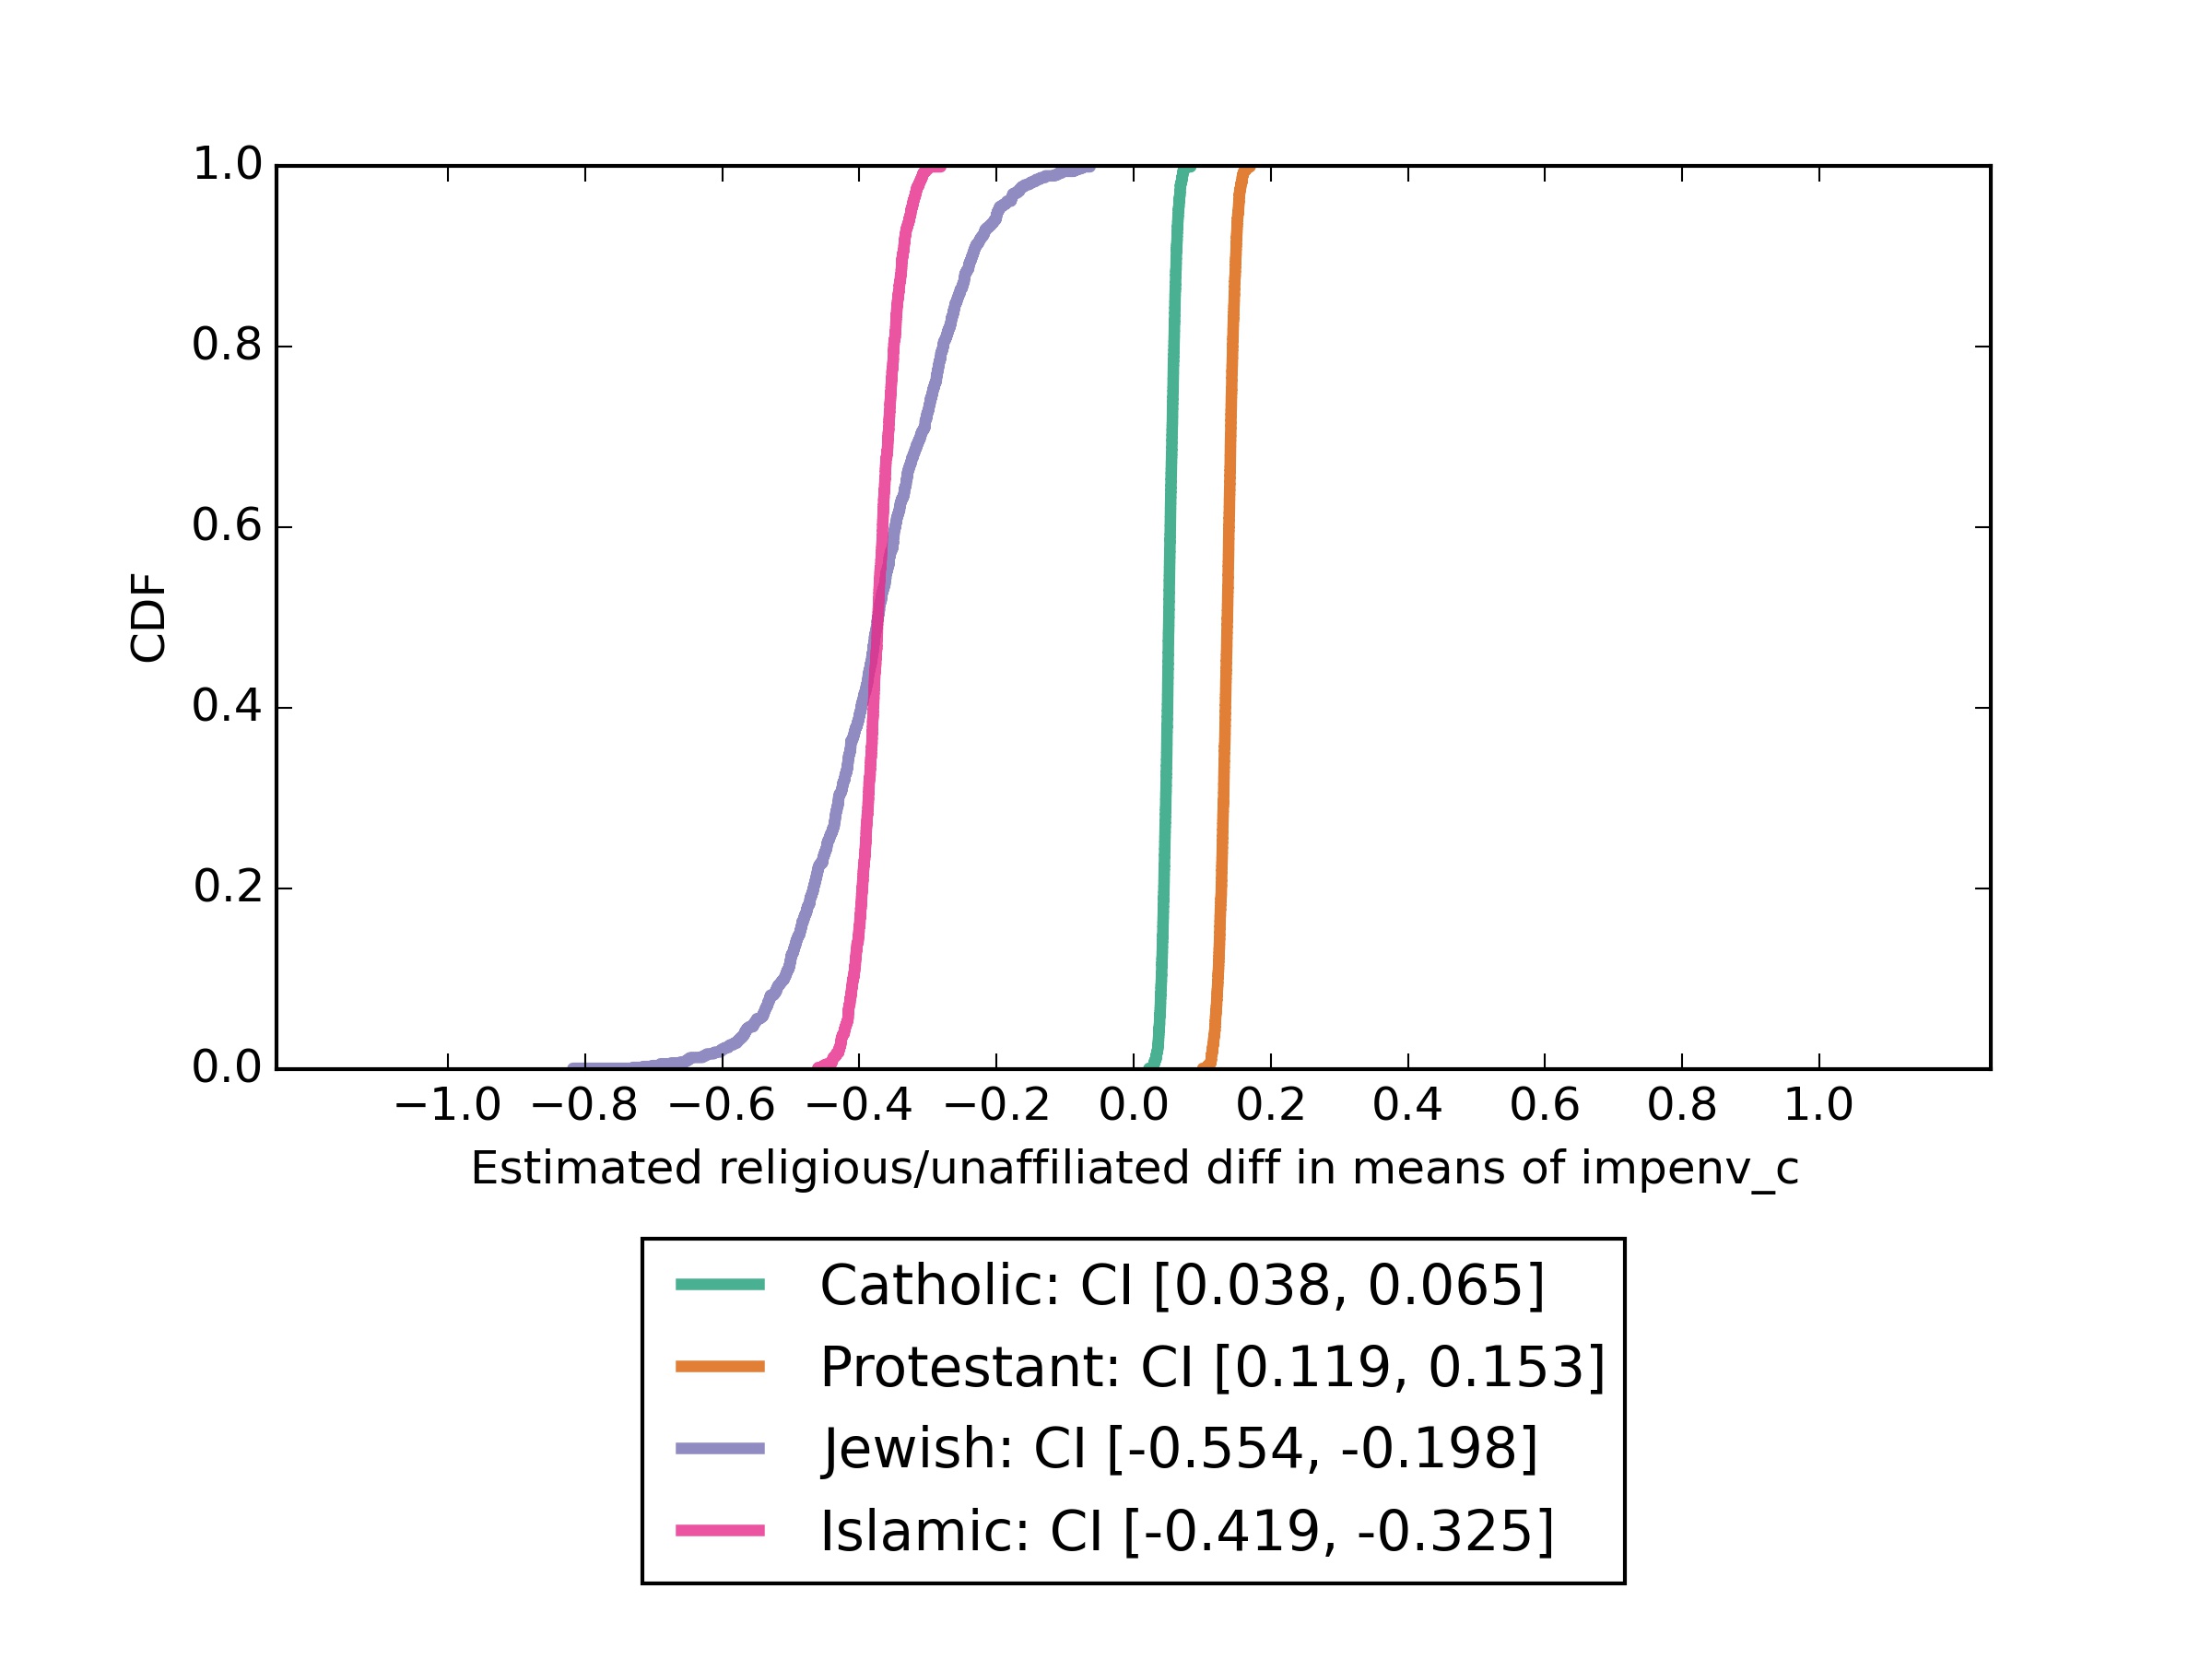 1.0
0.8
0.6
0.4
0.2
0.0
CDF
−1.0 −0.8 −0.6 −0.4 −0.2 0.0 0.2 0.4 0.6 0.8 1.0
Estimated religious/unaffiliated diff in means of impenv_c
Catholic: CI [0.038, 0.065]
Protestant: CI [0.119, 0.153]
Jewish: CI [-0.554, -0.198]
Islamic: CI [-0.419, -0.325]